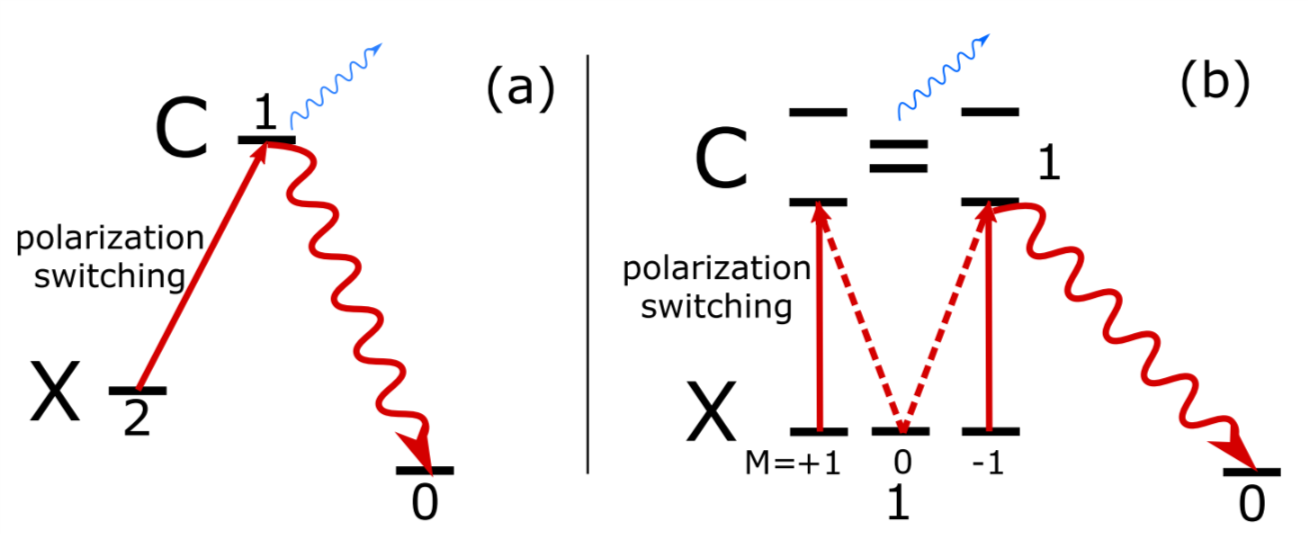 (a)
C 1
polarization
switching
X
2
0
(b)
C
1
polarization
switching
X
M=+1 0 -1
1
0